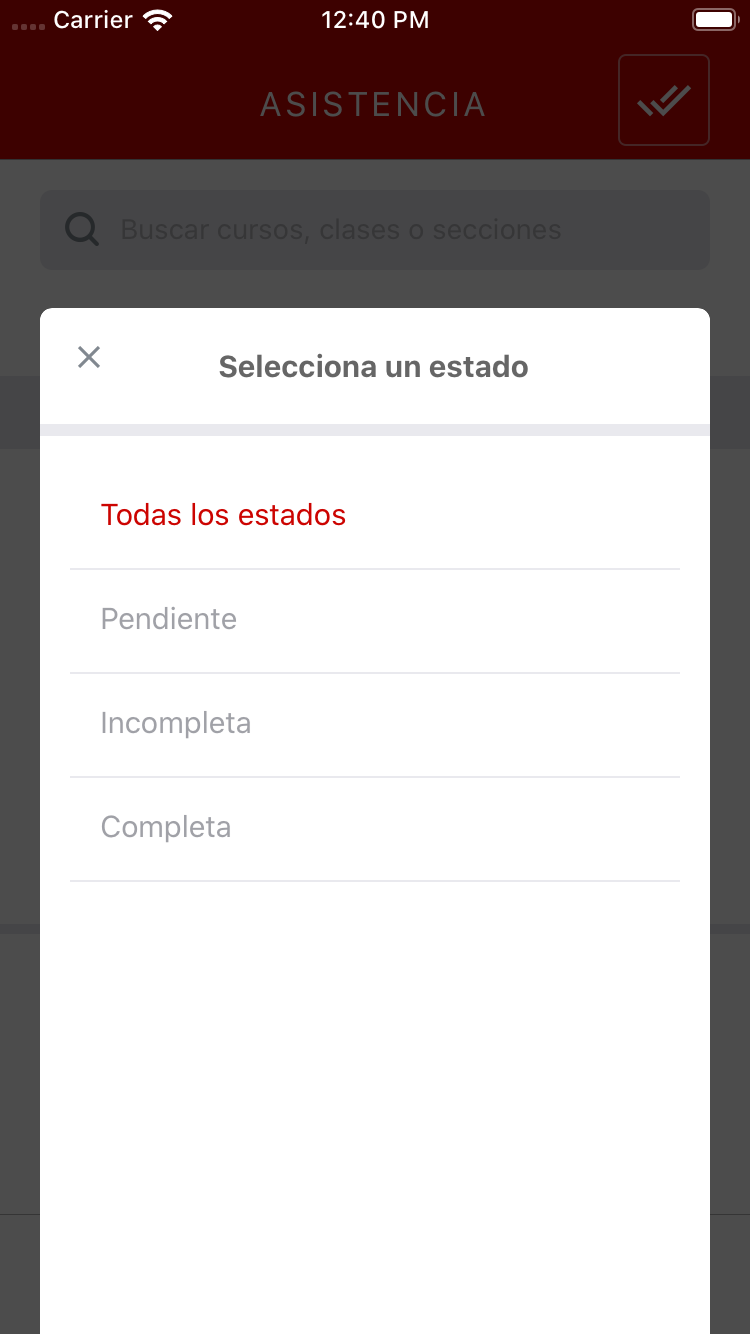 Carrier 12:40 PM
ASISTENCIA
Buscar cursos, clases o secciones
Selecciona un estado
Todas los estados
Pendiente
Incompleta
Completa